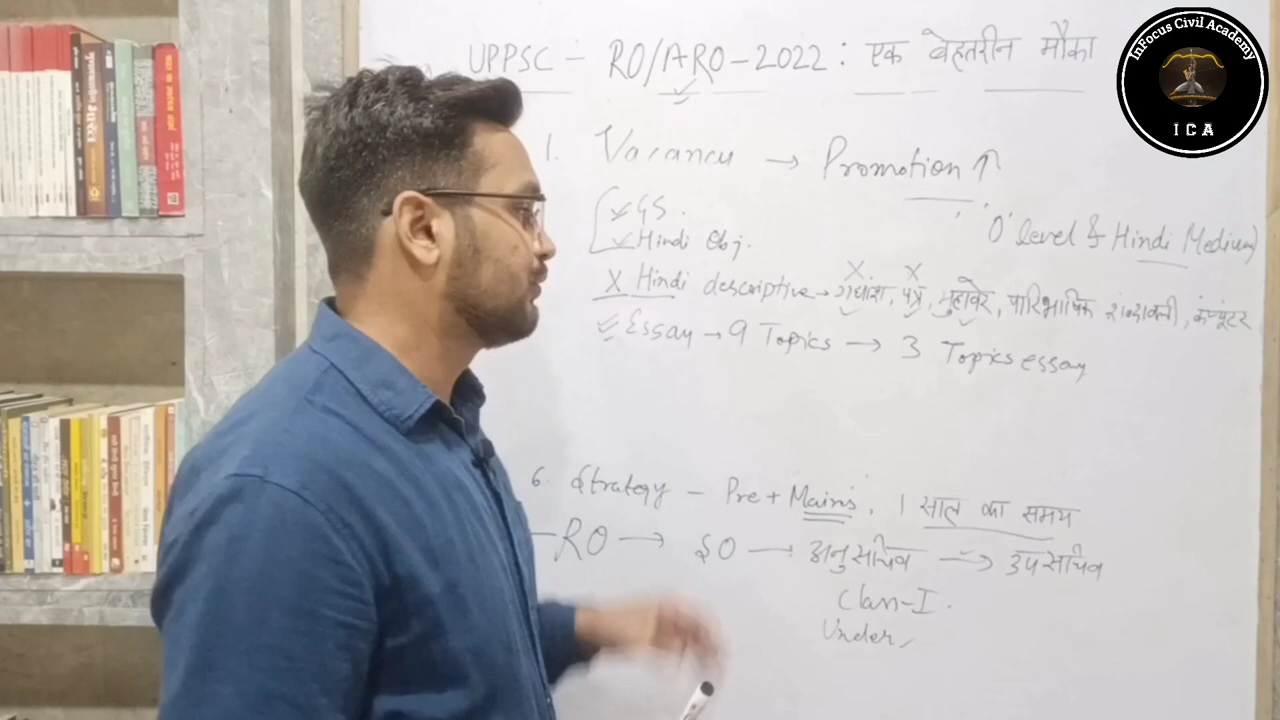 UPPSC - RO/ARO-2022 : एक बेहतरीन मौका
InFocus Civil Academy
ICA
1. Vacancy → Promotion ↑
✓ GS.
'O' level & Hindi Medium)
✓ Hindi Obj.
X Hindi descriptive → गद्यांश, पत्र, मुहावरे, पारिभाषिक शब्दावली, कंप्यूटर
X X
✓ Essay → 9 Topics → 3 Topics essay
6. Strategy - Pre + Mains. 1 साल का समय
RO → SO → अनुसचिव → उपसचिव
Class-I.
Under